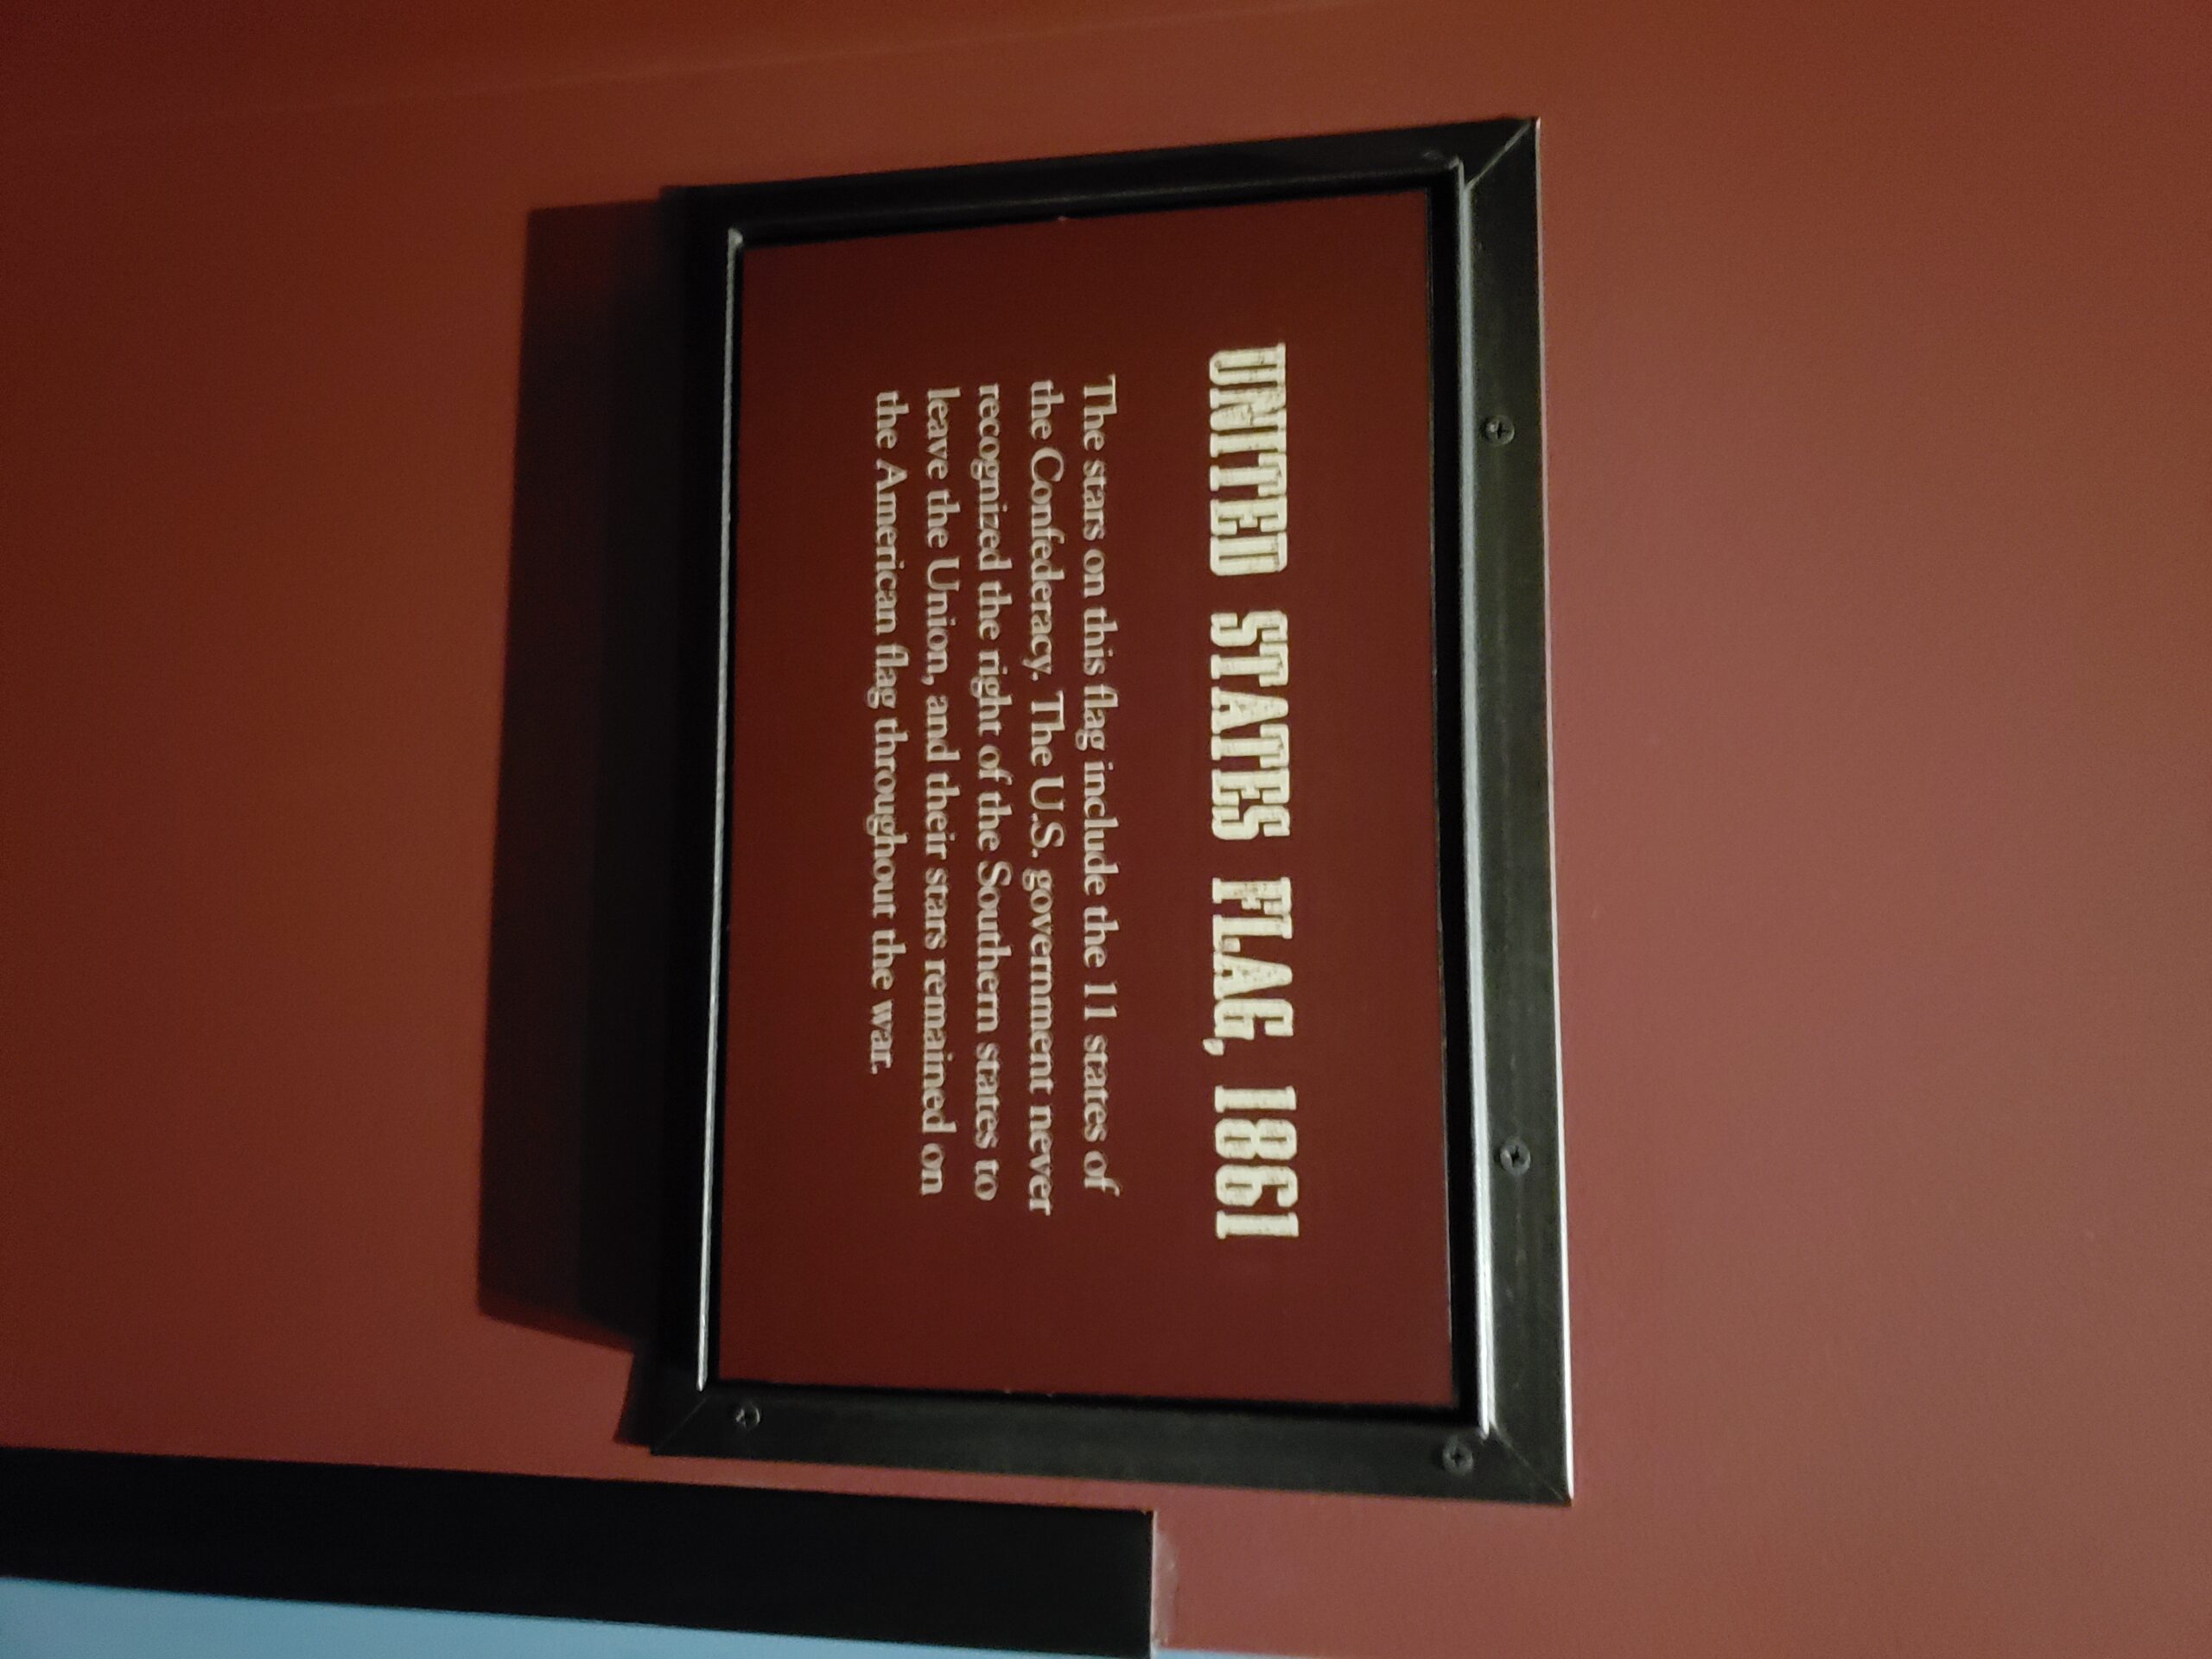 UNITED STATES FLAG, 1861
The stars on this flag include the 11 states of
the Confederacy. The U.S. government never
recognized the right of the Southern states to
leave the Union, and their stars remained on
the American flag throughout the war.